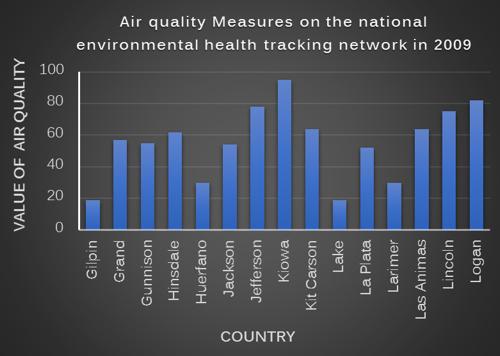 Air quality Measures on the national
environmental health tracking network in 2009
VALUE OF AIR QUALITY
100
80
60
40
20
0
Gilpin
Grand
Gunnison
Hinsdale
Huerfano
Jackson
Jefferson
Kiowa
Kit Carson
Lake
La Plata
Larimer
Las Animas
Lincoln
Logan
COUNTRY